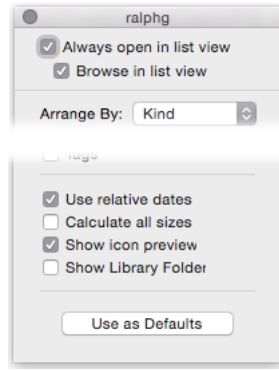 ralphg
Always open in list view
Browse in list view
Arrange By: Kind
Tags
Use relative dates
Calculate all sizes
Show icon preview
Show Library Folder
Use as Defaults